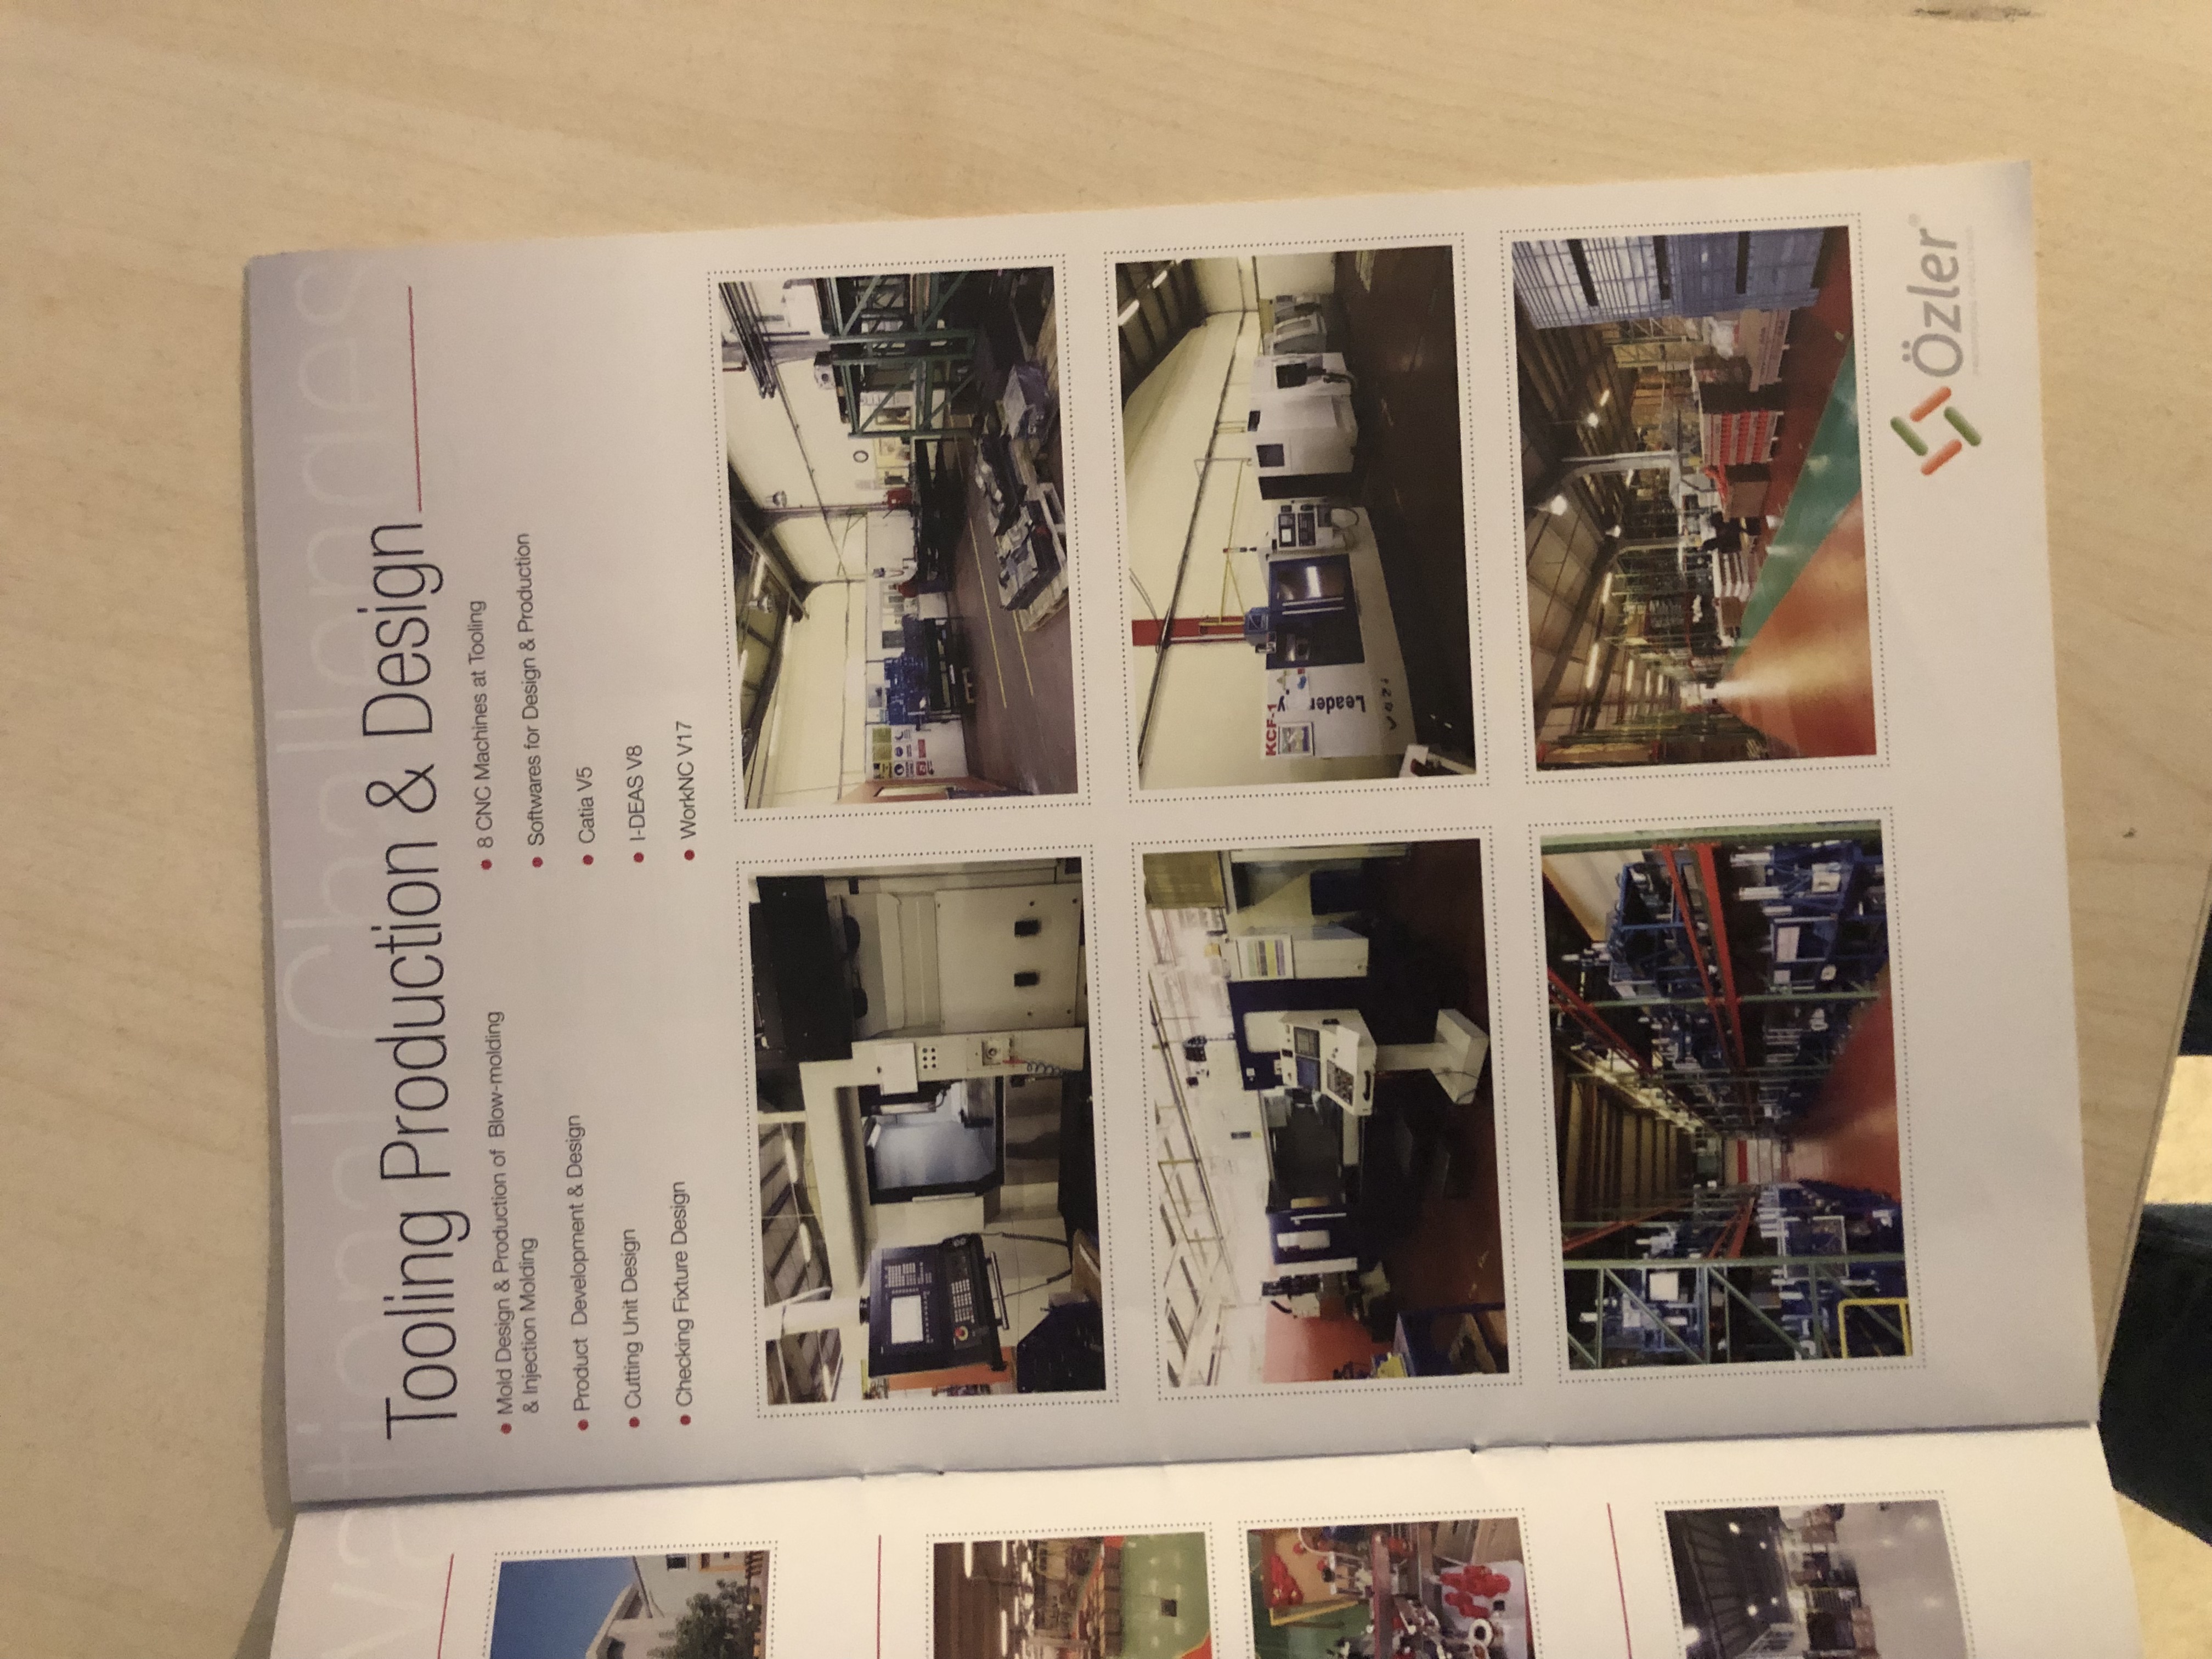 vational Challenges
Tooling Production & Design
• Mold Design & Production of Blow-molding
& Injection Molding
• Product Development & Design
• Cutting Unit Design
• Checking Fixture Design
• 8 CNC Machines at Tooling
• Softwares for Design & Production
• Catia V5
• I-DEAS V8
• WorkNC V17
KCF-1
Leader
Özler